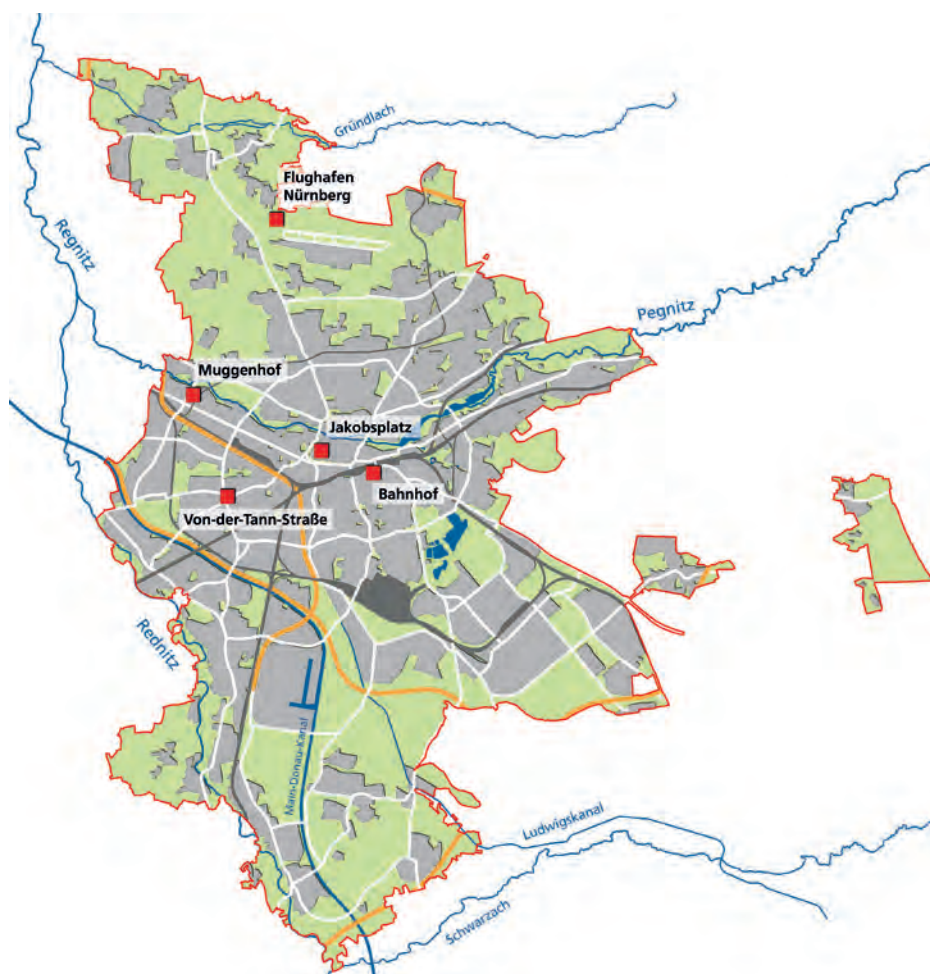 Gründlach
Flughafen
Nürnberg
Regnitz
Pegnitz
Muggenhof
Jakobsplatz
Bahnhof
Von-der-Tann-Straße
Rednitz
Main-Donau-Kanal
Ludwigskanal
Schwarzach